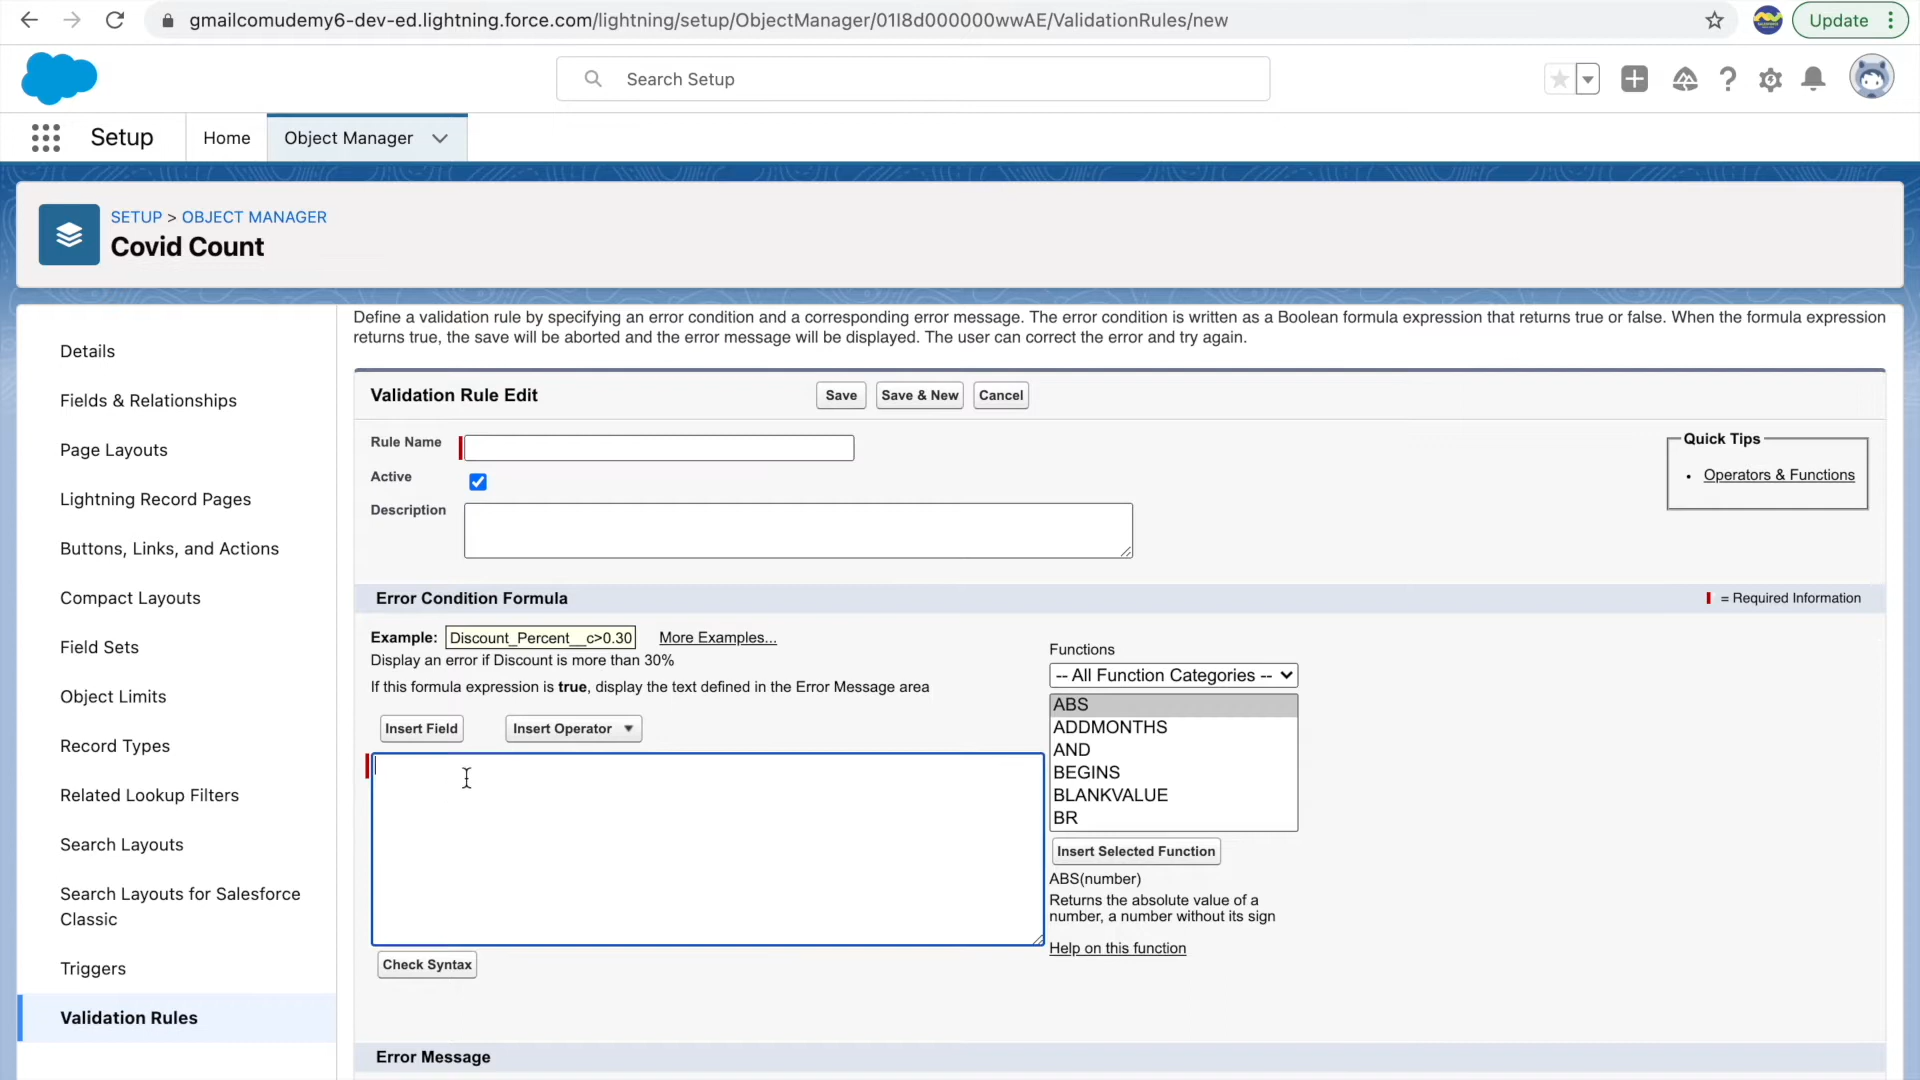 gmailcomudemy6-dev-ed.lightning.force.com/lightning/setup/ObjectManager/01I8d000000wwAE/ValidationRules/new
Update
Search Setup
Setup
Home
Object Manager
SETUP > OBJECT MANAGER
Covid Count
Details
Fields & Relationships
Page Layouts
Lightning Record Pages
Buttons, Links, and Actions
Compact Layouts
Field Sets
Object Limits
Record Types
Related Lookup Filters
Search Layouts
Search Layouts for Salesforce
Classic
Triggers
Validation Rules
Define a validation rule by specifying an error condition and a corresponding error message. The error condition is written as a Boolean formula expression that returns true or false. When the formula expression
returns true, the save will be aborted and the error message will be displayed. The user can correct the error and try again.
Validation Rule Edit
Save
Save & New
Cancel
Rule Name
Active
Description
Quick Tips
• Operators & Functions
Error Condition Formula
= Required Information
Example: Discount_Percent__c>0.30 More Examples...
Display an error if Discount is more than 30%
If this formula expression is true, display the text defined in the Error Message area
Insert Field
Insert Operator
Functions
-- All Function Categories --
ABS
ADDMONTHS
AND
BEGINS
BLANKVALUE
BR
Insert Selected Function
ABS(number)
Returns the absolute value of a
number, a number without its sign
Help on this function
Check Syntax
Error Message